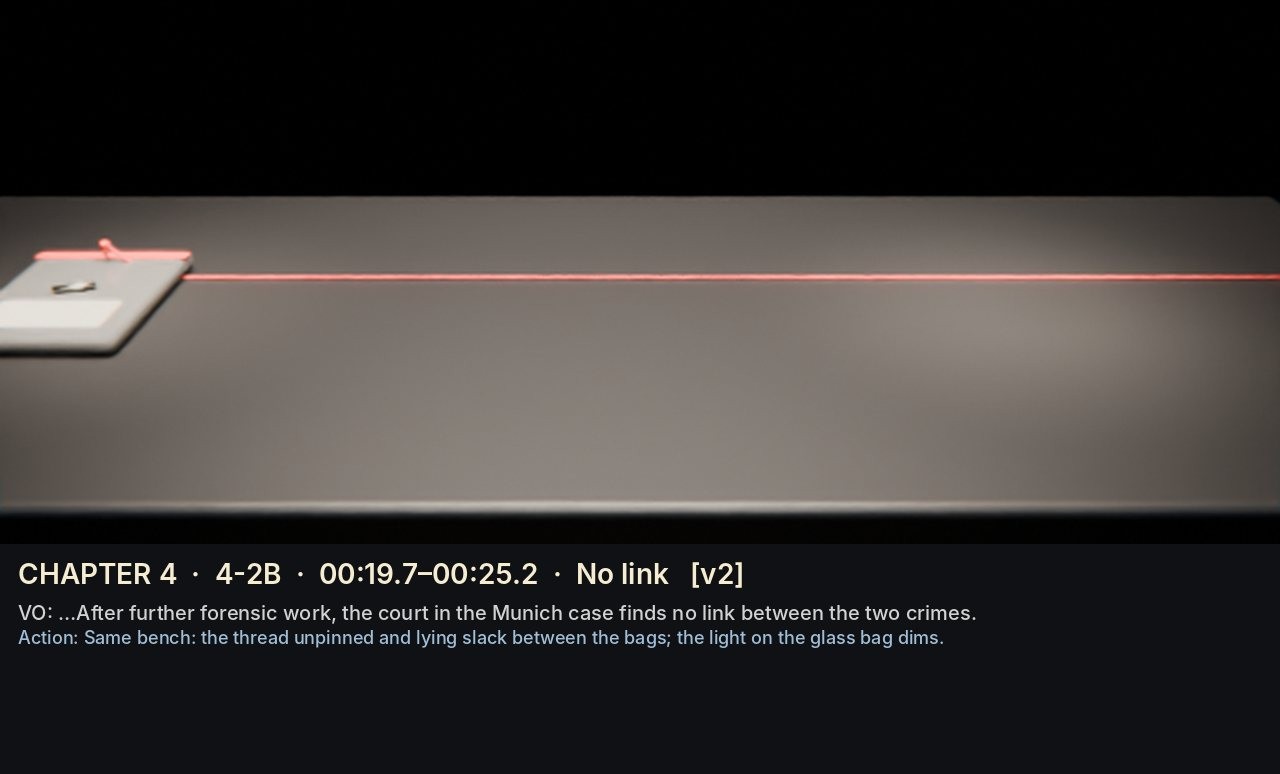 CHAPTER 4 · 4-2B · 00:19.7–00:25.2 · No link [v2]
VO: ...After further forensic work, the court in the Munich case finds no link between the two crimes.
Action: Same bench: the thread unpinned and lying slack between the bags; the light on the glass bag dims.